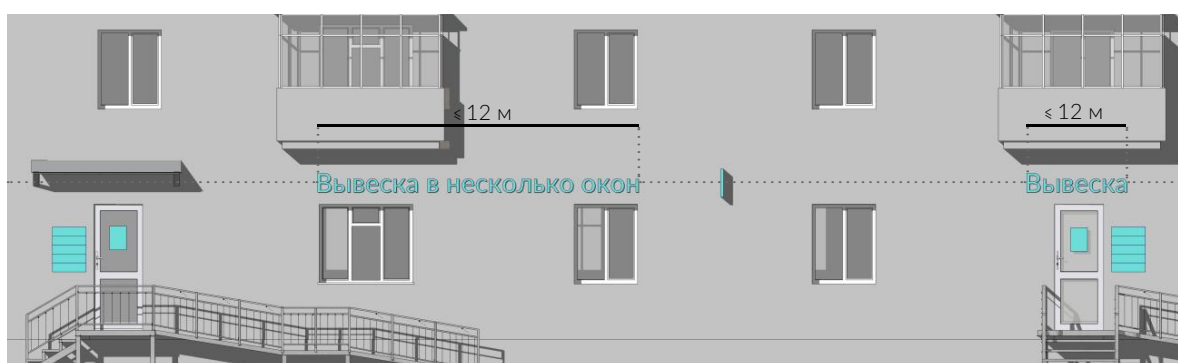 ⩽ 12 м
⩽ 12 м
Вывеска в несколько окон
Вывеска